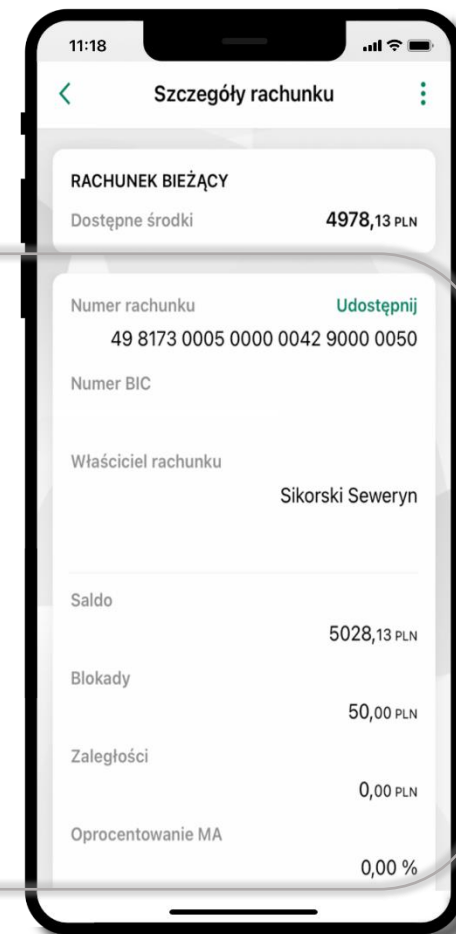 11:18
Szczegóły rachunku
RACHUNEK BIEŻĄCY
Dostępne środki 4978,13 PLN
Numer rachunku Udostępnij
49 8173 0005 0000 0042 9000 0050
Numer BIC
Właściciel rachunku
Sikorski Seweryn
Saldo
5028,13 PLN
Blokady
50,00 PLN
Zaległości
0,00 PLN
Oprocentowanie MA
0,00 %